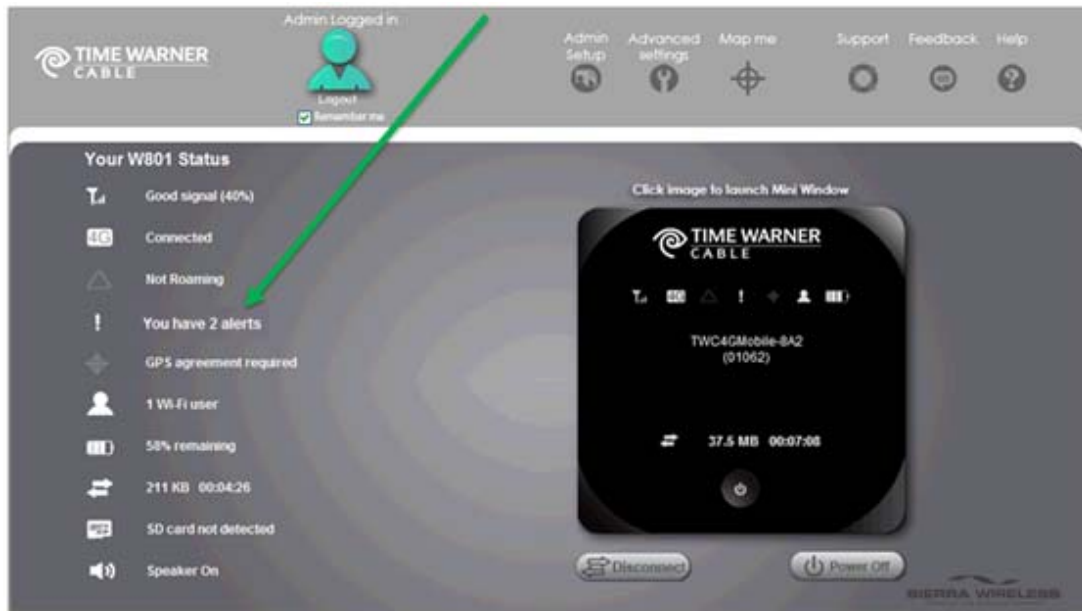 Admin Logged in
TIME WARNER
CABLE
Logout
Remember me
Admin Setup
Advanced settings
Map me
Support
Feedback
Help
Your W801 Status
Good signal (40%)
4G Connected
Not Roaming
! You have 2 alerts
GPS agreement required
1 Wi-Fi user
58% remaining
211 KB 00:04:26
SD card not detected
Speaker On
Click image to launch Mini Window
TIME WARNER
CABLE
4G !
TWC4GMobile-8A2
(01062)
37.5 MB 00:07:08
Disconnect
Power Off
SIERRA WIRELESS